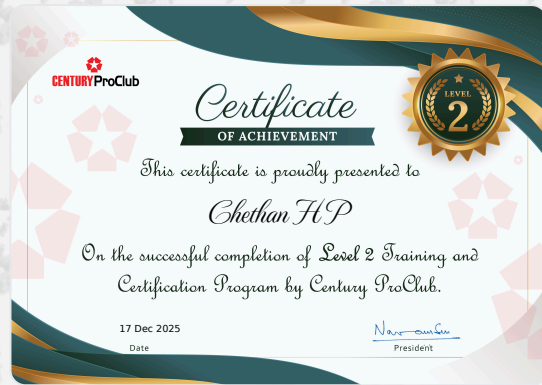 CENTURY ProClub
Certificate
OF ACHIEVEMENT
LEVEL
2
This certificate is proudly presented to
Chethan H P
On the successful completion of Level 2 Training and
Certification Program by Century ProClub.
17 Dec 2025
Date
President